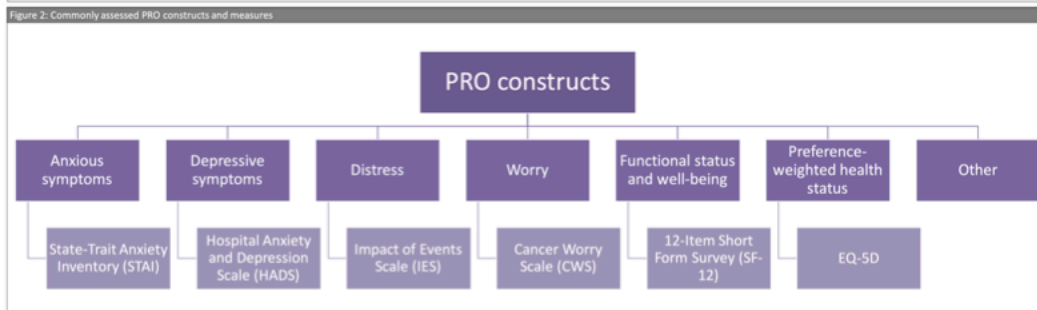 Figure 2: Commonly assessed PRO constructs and measures
PRO constructs
Anxious
symptoms
Depressive
symptoms
Distress
Worry
Functional status
and well-being
Preference-
weighted health
status
Other
State-Trait Anxiety
Inventory (STAI)
Hospital Anxiety
and Depression
Scale (HADS)
Impact of Events
Scale (IES)
Cancer Worry
Scale (CWS)
12-Item Short
Form Survey (SF-
12)
EQ-5D